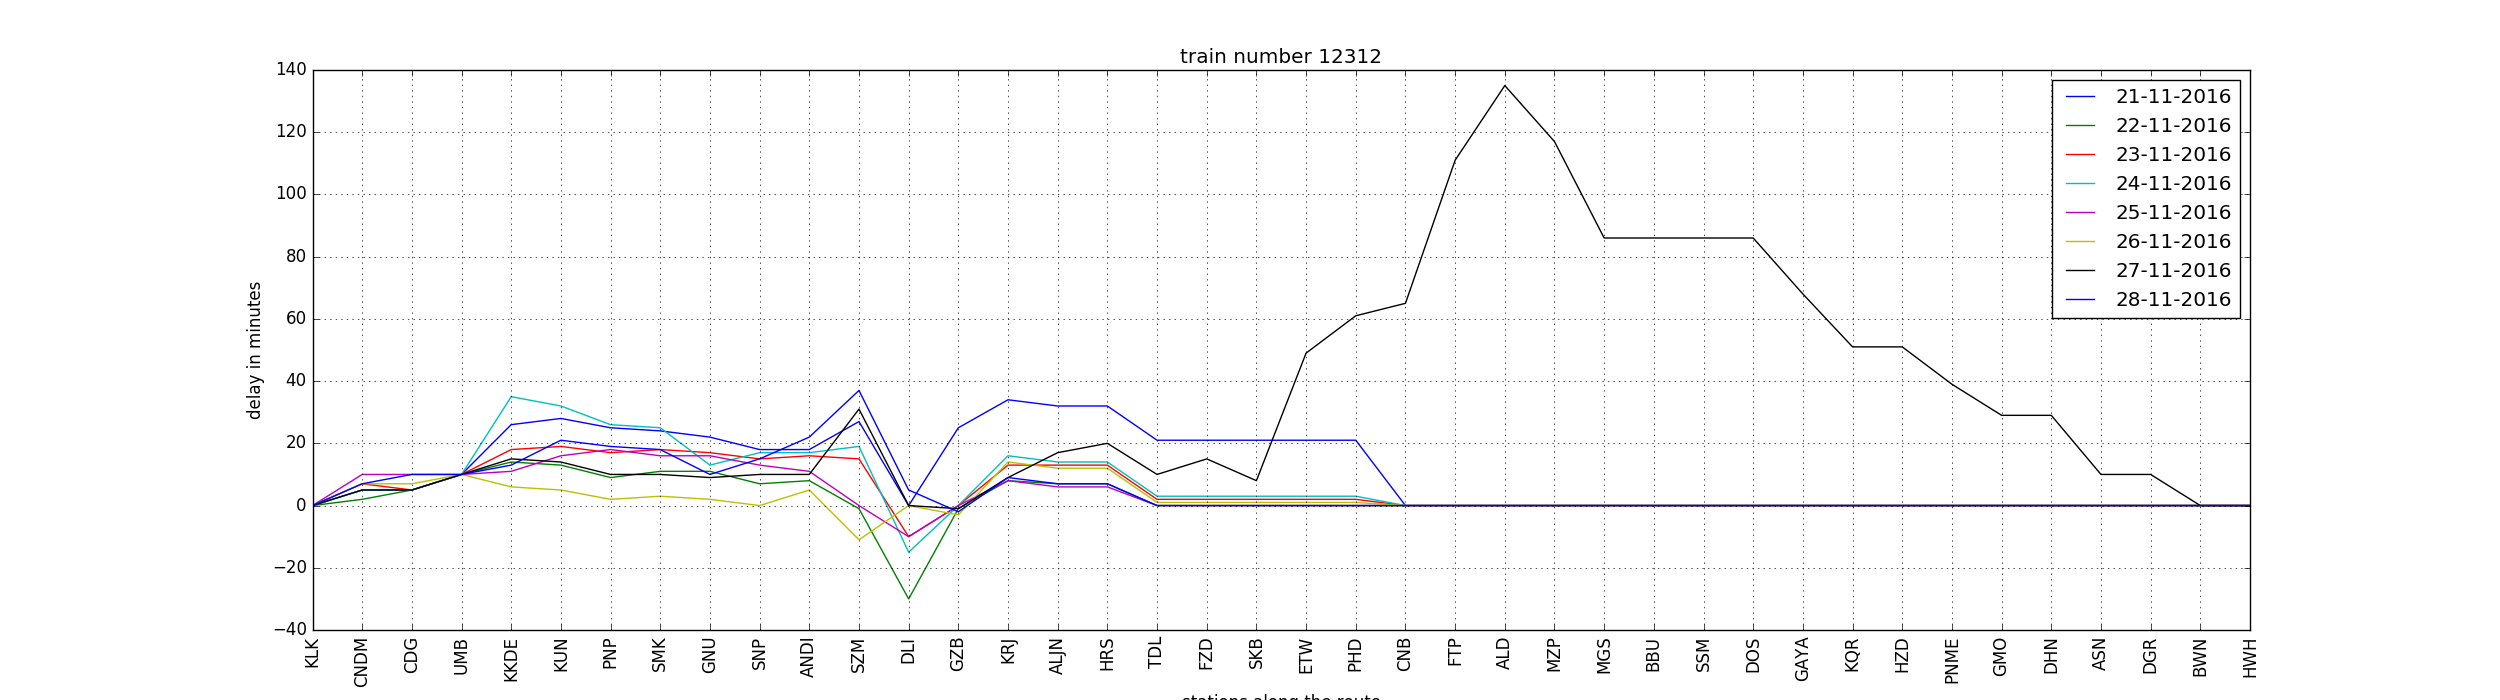 train number 12312
140
120
100
80
60
40
20
0
−20
−40
delay in minutes
21-11-2016
22-11-2016
23-11-2016
24-11-2016
25-11-2016
26-11-2016
27-11-2016
28-11-2016
KLK
CNDM
CDG
UMB
KKDE
KUN
PNP
SMK
GNU
SNP
ANDI
SZM
DLI
GZB
KRJ
ALJN
HRS
TDL
FZD
SKB
ETW
PHD
CNB
FTP
ALD
MZP
MGS
BBU
SSM
DOS
GAYA
KQR
HZD
PNME
GMO
DHN
ASN
DGR
BWN
HWH
stations along the route